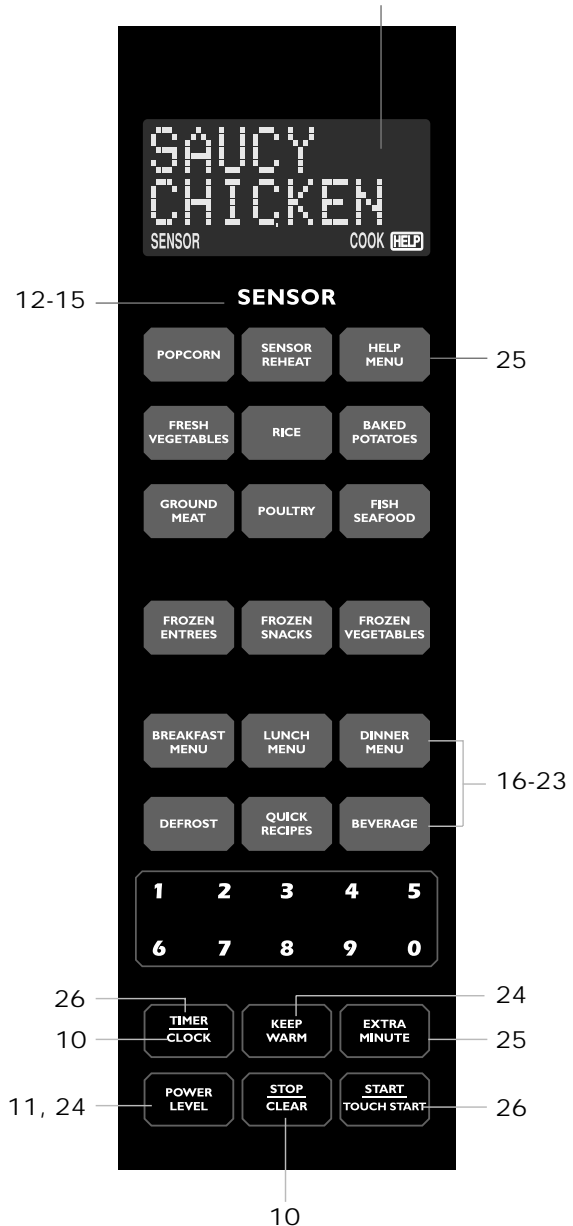 SAUCY
CHICKEN
SENSOR COOK HELP
12-15 SENSOR
POPCORN
SENSOR
REHEAT
HELP
MENU
25
FRESH
VEGETABLES
RICE
BAKED
POTATOES
GROUND
MEAT
POULTRY
FISH
SEAFOOD
FROZEN
ENTREES
FROZEN
SNACKS
FROZEN
VEGETABLES
BREAKFAST
MENU
LUNCH
MENU
DINNER
MENU
16-23
DEFROST
QUICK
RECIPES
BEVERAGE
1 2 3 4 5
6 7 8 9 0
26
10
TIMER
CLOCK
24
KEEP
WARM
EXTRA
MINUTE
25
11, 24
POWER
LEVEL
STOP
CLEAR
START
TOUCH START
26
10